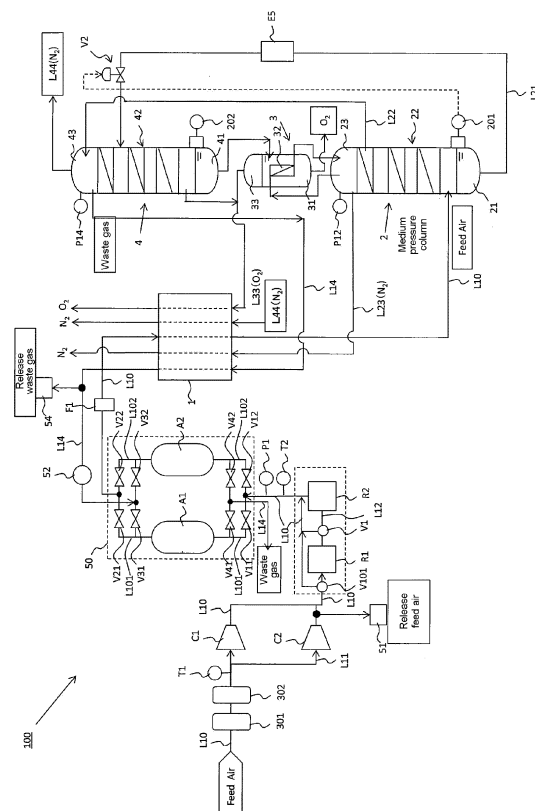 100
Feed Air
L10
301
302
T1
L11
C1
C2
L10
L10
51
Release
feed air
V101
R1
V1
L12
R2
L10
L10
P1
T2
Waste
gas
L14
50
V21
L101
V31
A1
V41
L101
V11
V22
L102
V32
A2
V42
L102
V12
52
L14
54
Release
waste gas
F1
L10
1
N₂
N₂
O₂
L33(O₂)
L44(N₂)
L14
L23(N₂)
L10
Waste gas
P14
43
42
41
4
202
L44(N₂)
V2
E5
33
32
3
31
O₂
23
P12
L22
22
2
Medium
pressure
column
21
Feed Air
201
L21